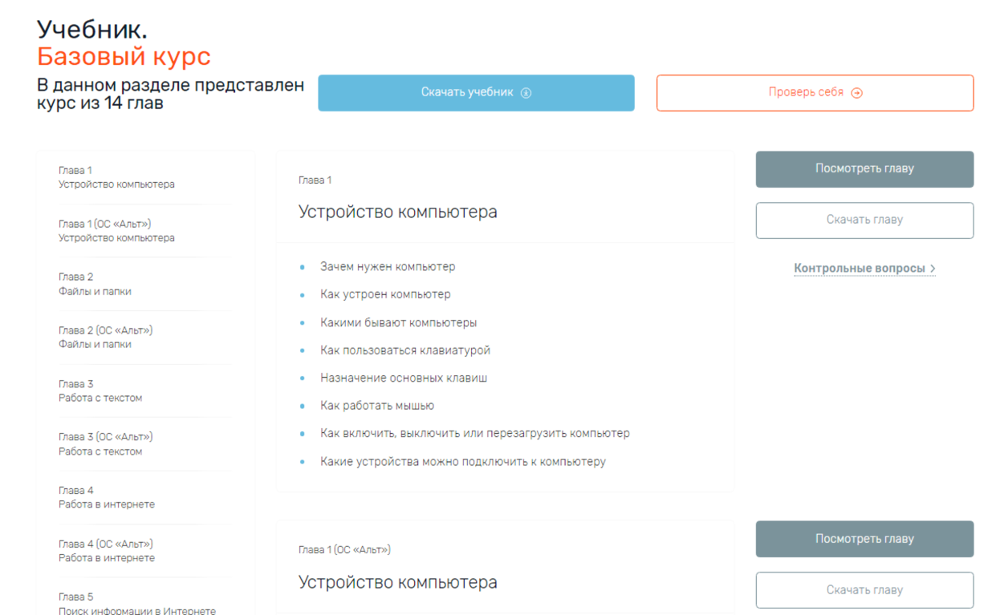 Учебник.
Базовый курс
В данном разделе представлен
курс из 14 глав
Скачать учебник
Проверь себя
Глава 1
Устройство компьютера
Глава 1 (ОС «Альт»)
Устройство компьютера
Глава 2
Файлы и папки
Глава 2 (ОС «Альт»)
Файлы и папки
Глава 3
Работа с текстом
Глава 3 (ОС «Альт»)
Работа с текстом
Глава 4
Работа в интернете
Глава 4 (ОС «Альт»)
Работа в интернете
Глава 5
Поиск информации в Интернете
Глава 1
Устройство компьютера
Зачем нужен компьютер
Как устроен компьютер
Какими бывают компьютеры
Как пользоваться клавиатурой
Назначение основных клавиш
Как работать мышью
Как включить, выключить или перезагрузить компьютер
Какие устройства можно подключить к компьютеру
Посмотреть главу
Скачать главу
Контрольные вопросы
Глава 1 (ОС «Альт»)
Устройство компьютера
Посмотреть главу
Скачать главу